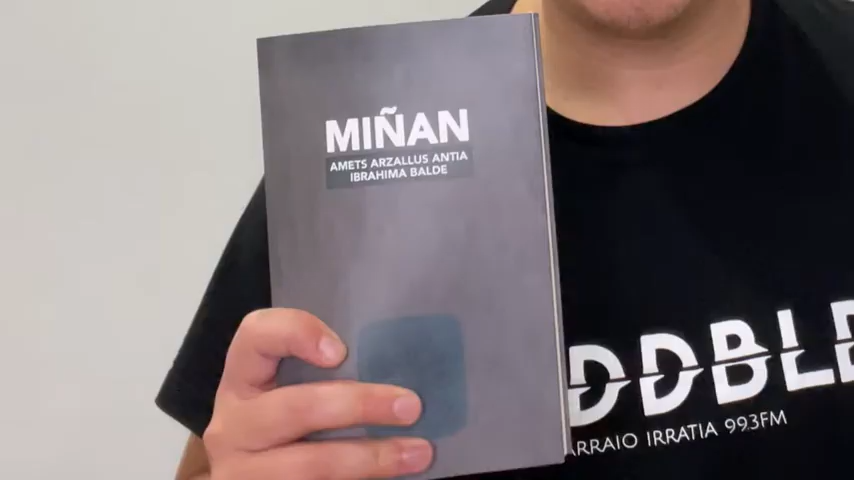 MIÑAN
AMETS ARZALLUS ANTIA
IBRAHIMA BALDE
DDBLE
ARRAIO IRRATIA 99.3FM